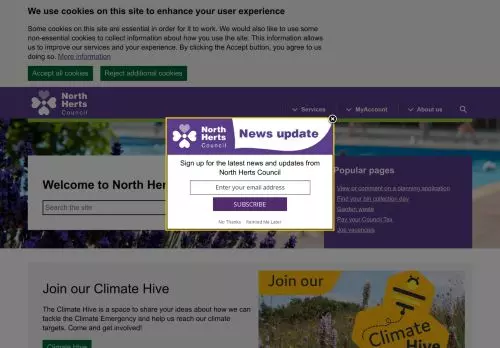 We use cookies on this site to enhance your user experience
Some cookies on this site are essential in order for it to work. We would also like to use some
non-essential cookies to collect information about how you use the site. This information allows
us to improve our services and your experience. By clicking the Accept button, you agree to us
doing so. More information
Accept all cookies
Reject additional cookies
North
Herts
Council
Services
MyAccount
About us
North
Herts
Council
News update
Sign up for the latest news and updates from
North Herts Council
Enter your email address
SUBSCRIBE
No Thanks
Remind Me Later
Welcome to North Her
Search the site
Popular pages
View or comment on a planning application
Find your bin collection day
Garden waste
Pay your Council Tax
Job vacancies
Join our Climate Hive
The Climate Hive is a space to share your ideas about how we can
tackle the Climate Emergency and help us reach our climate
targets. Come and get involved!
Climate Hive
Join our
Climate
Hive